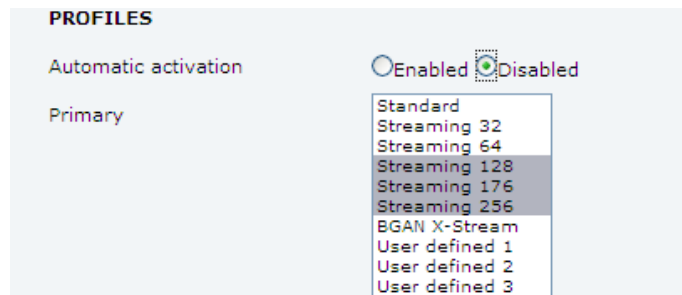 PROFILES
Automatic activation Enabled Disabled
Primary
Standard
Streaming 32
Streaming 64
Streaming 128
Streaming 176
Streaming 256
BGAN X-Stream
User defined 1
User defined 2
User defined 3